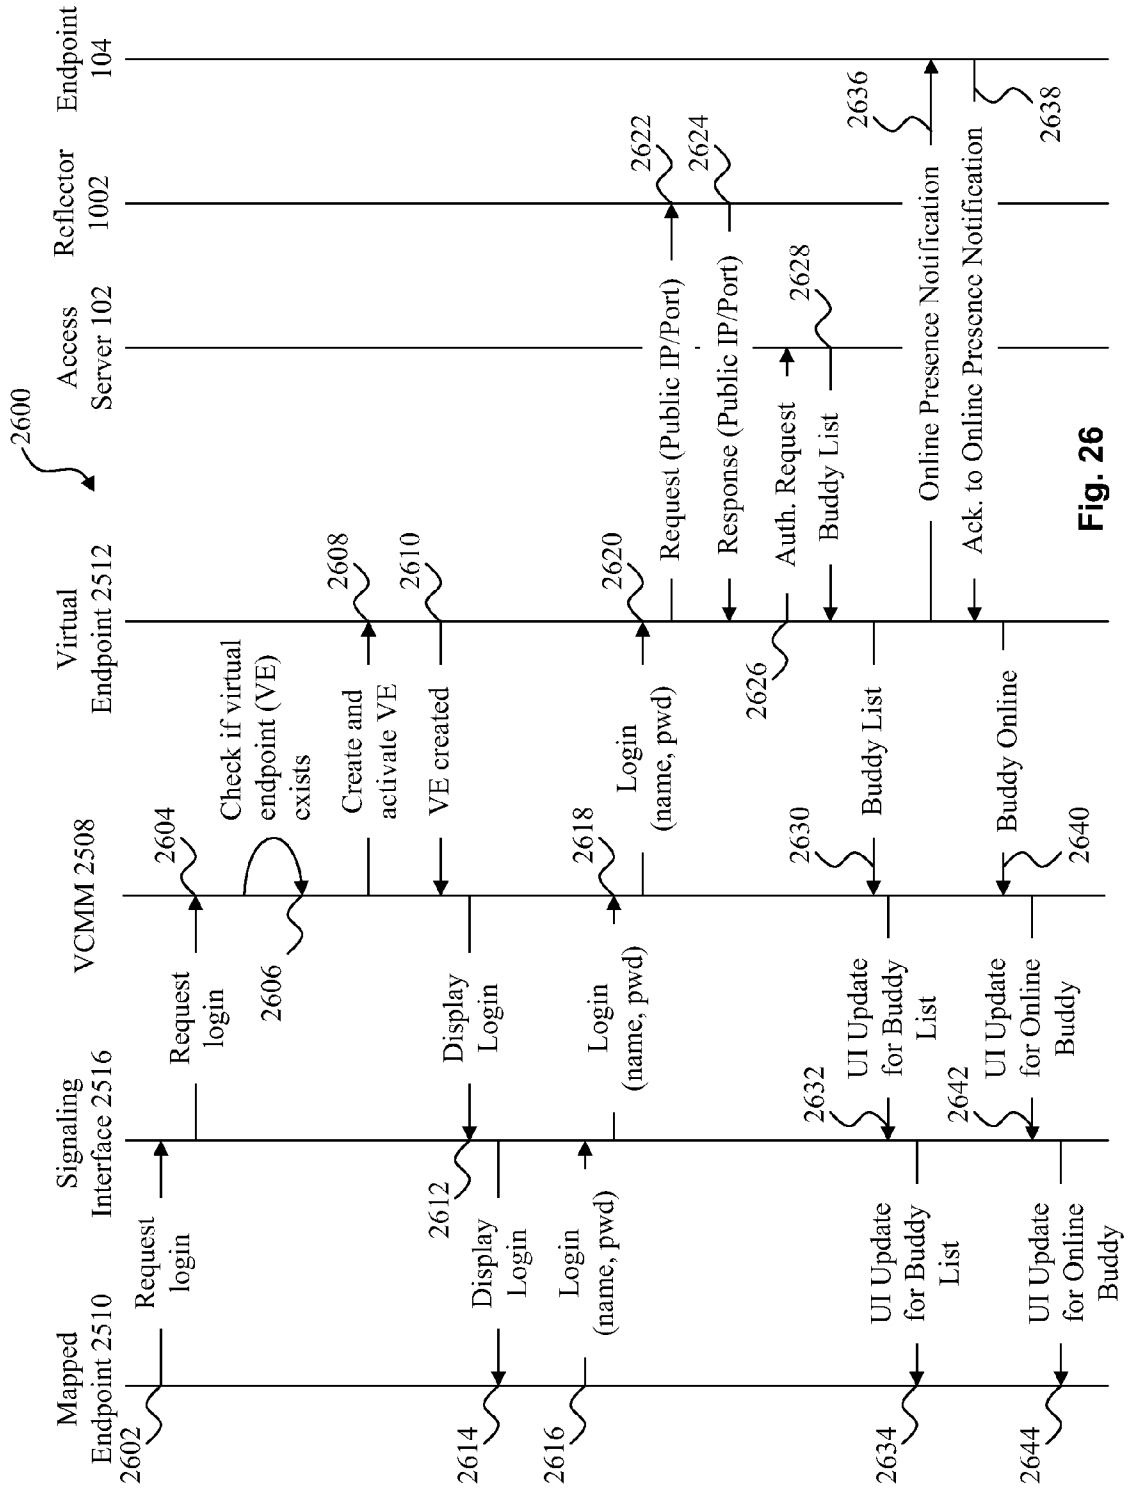 2600
Mapped
Endpoint 2510
Signaling
Interface 2516
VCMM 2508
Virtual
Endpoint 2512
Access
Server 102
Reflector
1002
Endpoint
104
2602
Request
login
Request
login
2604
Check if virtual
endpoint (VE)
exists
2606
Create and
activate VE
2608
VE created
2610
Display
Login
2612
Display
Login
2614
Login
(name, pwd)
2616
Login
(name, pwd)
2618
Login
(name, pwd)
2620
Request (Public IP/Port)
2622
Response (Public IP/Port)
2624
Auth. Request
2626
Buddy List
2628
Buddy List
2630
UI Update
for Buddy
List
2632
UI Update
for Buddy
List
2634
Online Presence Notification
2636
Ack. to Online Presence Notification
2638
Buddy Online
2640
UI Update
for Online
Buddy
2642
UI Update
for Online
Buddy
2644
Fig. 26